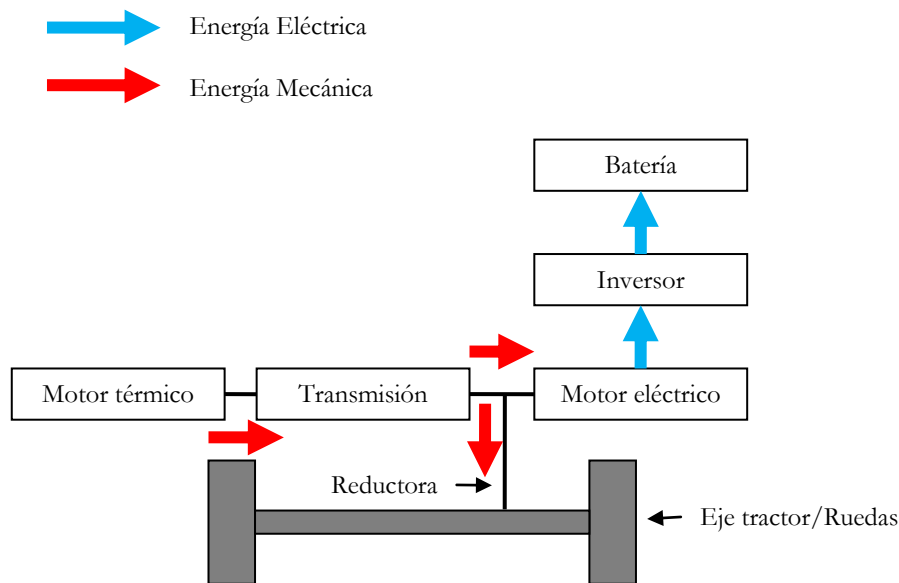 Energía Eléctrica
Energía Mecánica
Batería
Inversor
Motor térmico
Transmisión
Motor eléctrico
Reductora
Eje tractor/Ruedas